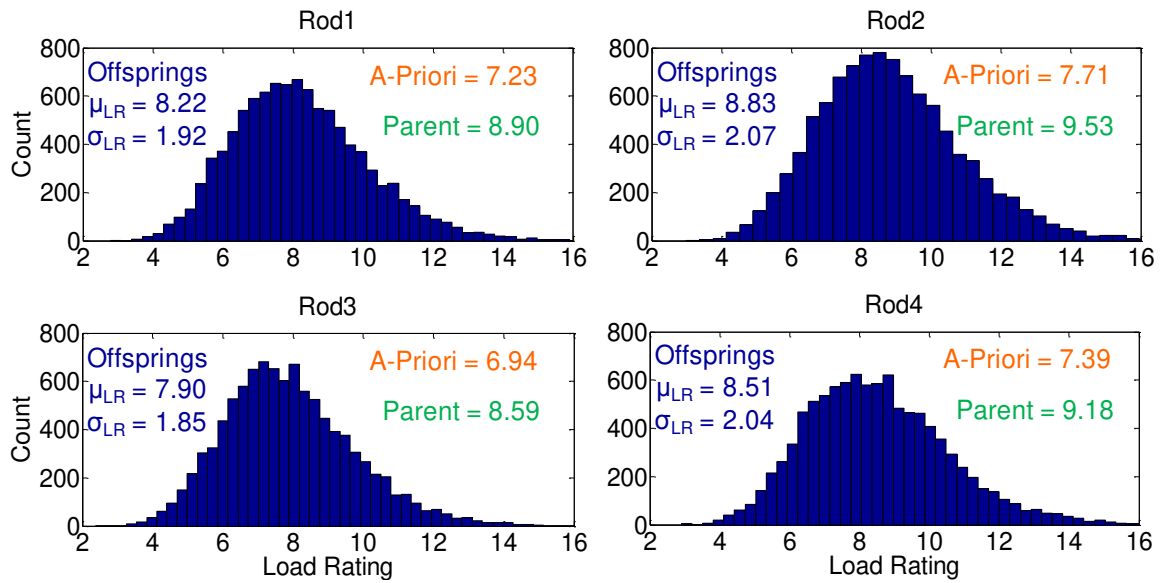 Rod1
800
600
400
200
0
Count
Offsprings
μLR = 8.22
σLR = 1.92
A-Priori = 7.23
Parent = 8.90
2 4 6 8 10 12 14 16
Rod2
800
600
400
200
0
Offsprings
μLR = 8.83
σLR = 2.07
A-Priori = 7.71
Parent = 9.53
2 4 6 8 10 12 14 16
Rod3
800
600
400
200
0
Count
Offsprings
μLR = 7.90
σLR = 1.85
A-Priori = 6.94
Parent = 8.59
2 4 6 8 10 12 14 16
Load Rating
Rod4
800
600
400
200
0
Offsprings
μLR = 8.51
σLR = 2.04
A-Priori = 7.39
Parent = 9.18
2 4 6 8 10 12 14 16
Load Rating